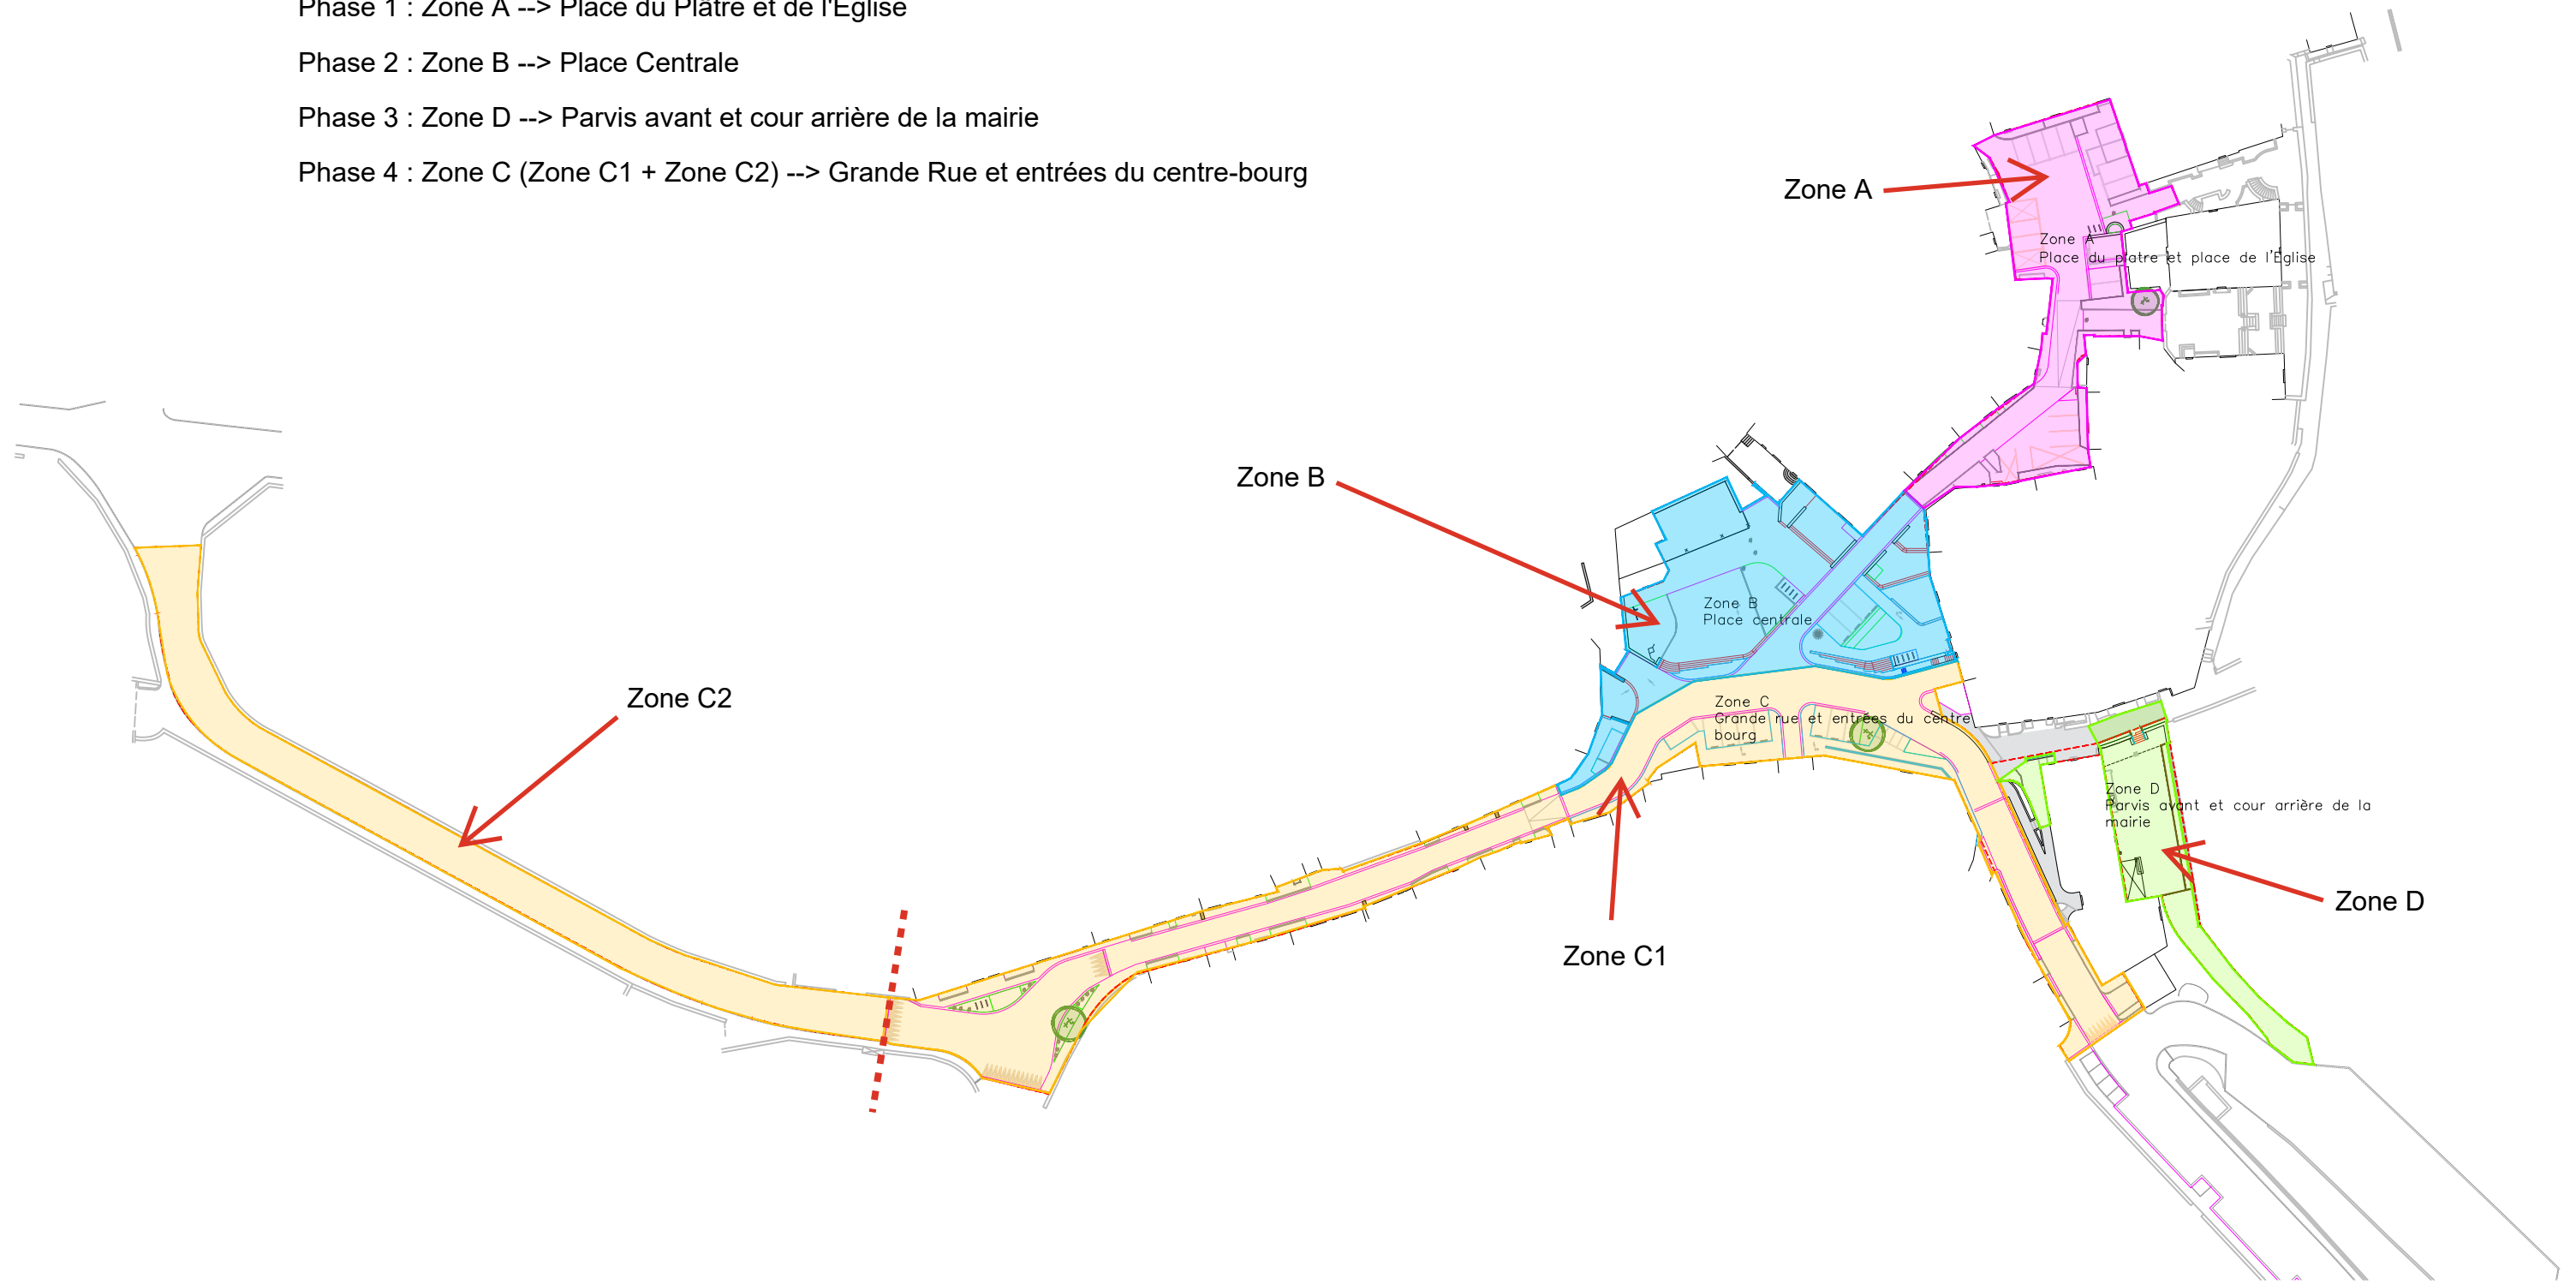 Phase 1 : Zone A --> Place du Plâtre et de l'Eglise
Phase 2 : Zone B --> Place Centrale
Phase 3 : Zone D --> Parvis avant et cour arrière de la mairie
Phase 4 : Zone C (Zone C1 + Zone C2) --> Grande Rue et entrées du centre-bourg
Zone A
Zone A
Place du platre et place de l'Eglise
Zone B
Zone B
Place centrale
Zone C2
Zone C
Grande rue et entrées du centre
bourg
Zone D
Parvis avant et cour arrière de la
mairie
Zone D
Zone C1